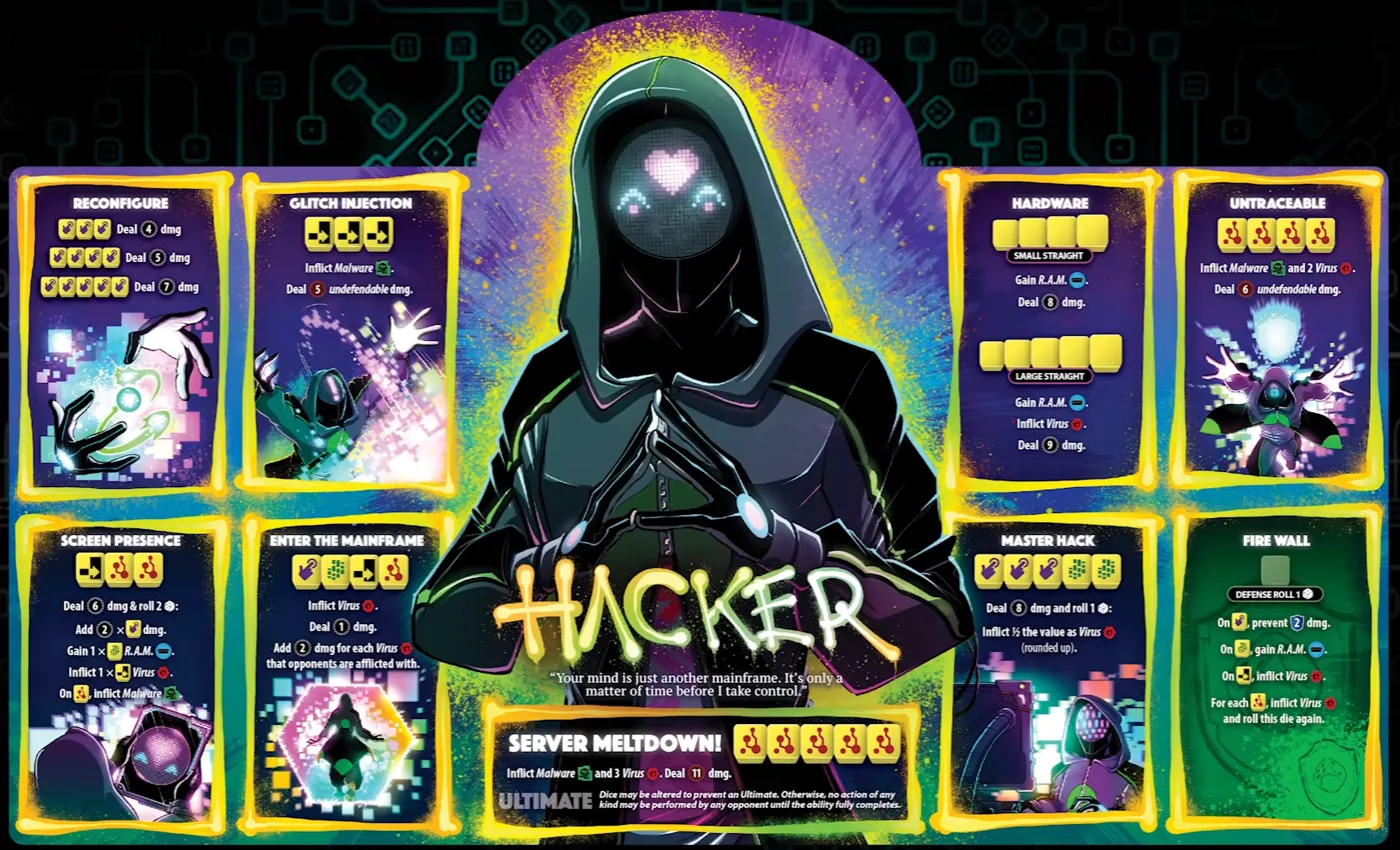 RECONFIGURE
Deal 4 dmg
Deal 5 dmg
Deal 7 dmg
GLITCH INJECTION
Inflict Malware.
Deal 5 undefendable dmg.
HARDWARE
SMALL STRAIGHT
Gain R.A.M.
Deal 8 dmg.
LARGE STRAIGHT
Gain R.A.M.
Inflict Virus.
Deal 9 dmg.
UNTRACEABLE
Inflict Malware and 2 Virus.
Deal 6 undefendable dmg.
SCREEN PRESENCE
Deal 6 dmg & roll 2:
Add 2 × dmg.
Gain 1 × R.A.M.
Inflict 1 × Virus.
On, inflict Malware
ENTER THE MAINFRAME
Inflict Virus.
Deal 1 dmg.
Add 2 dmg for each Virus
that opponents are afflicted with.
HACKER
“Your mind is just another mainframe. It’s only a
matter of time before I take control.”
SERVER MELTDOWN!
Inflict Malware and 3 Virus. Deal 11 dmg.
ULTIMATE
Dice may be altered to prevent an Ultimate. Otherwise, no action of any
kind may be performed by any opponent until the ability fully completes.
MASTER HACK
Deal 8 dmg and roll 1:
Inflict ½ the value as Virus
(rounded up).
FIRE WALL
DEFENSE ROLL 1
On, prevent 2 dmg.
On, gain R.A.M.
On, inflict Virus.
For each, inflict Virus
and roll this die again.